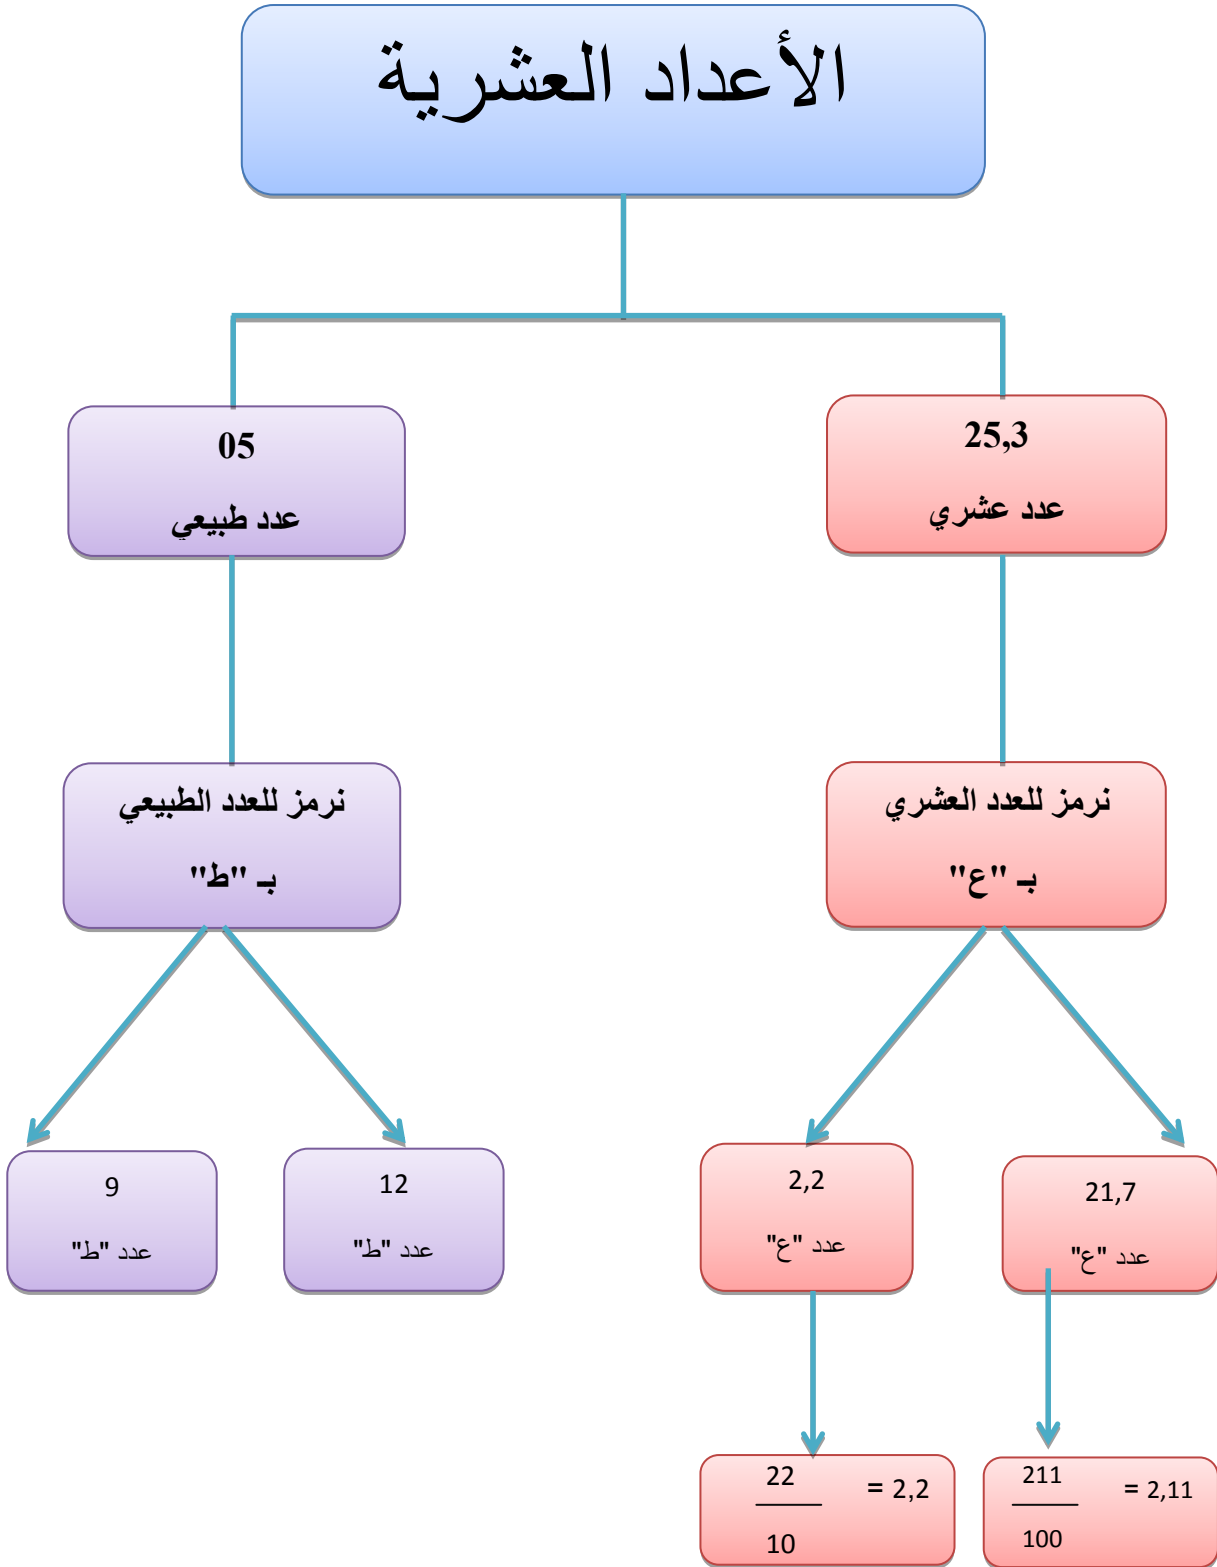 الأعداد العشرية
25,3
عدد عشري
05
عدد طبيعي
نرمز للعدد العشري
بـ "ع"
نرمز للعدد الطبيعي
بـ "ط"
21,7
عدد "ع"
2,2
عدد "ع"
12
عدد "ط"
9
عدد "ط"
211
100
= 2,11
22
10
= 2,2